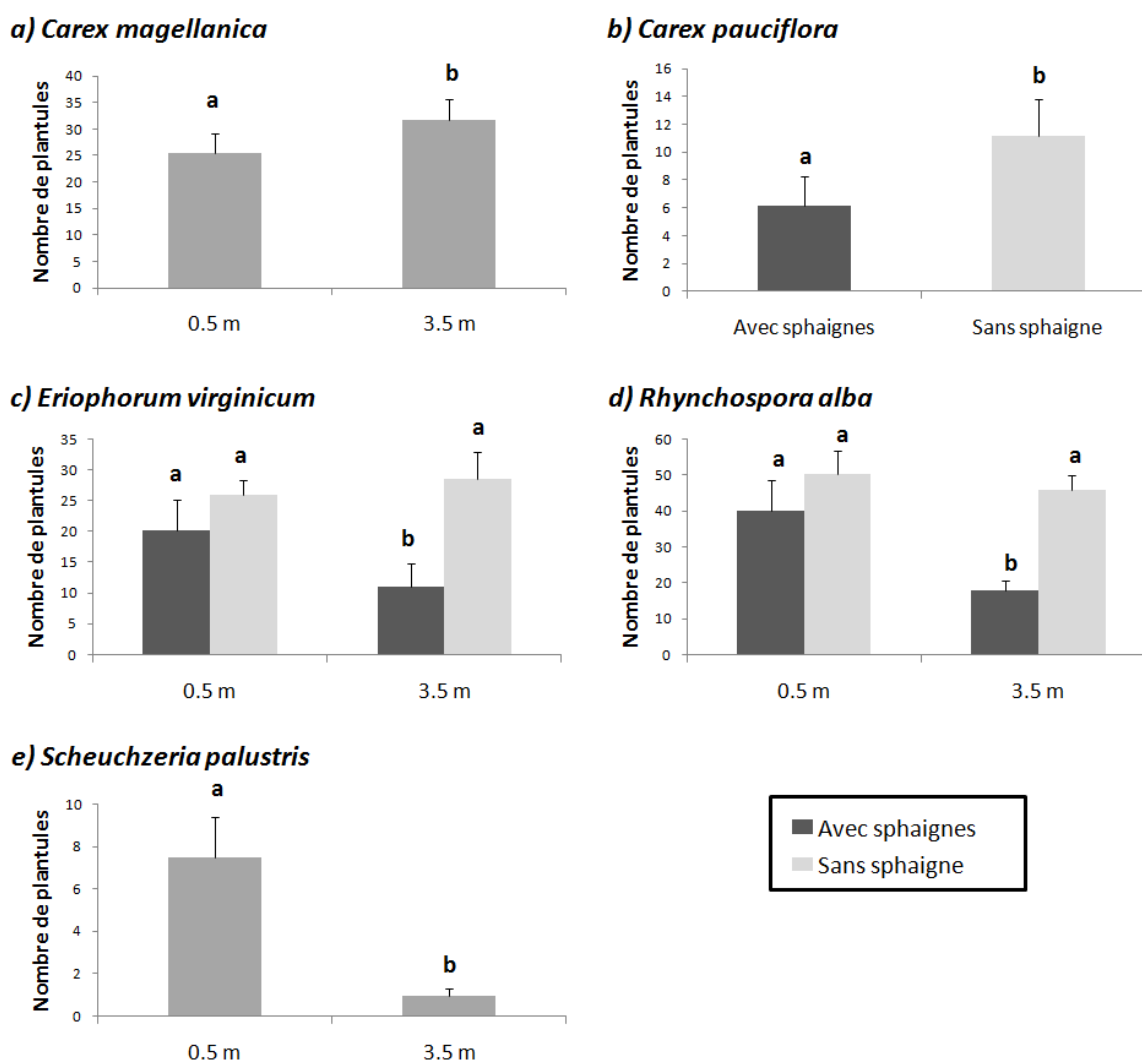 a) Carex magellanica
Nombre de plantules
40
35
30
25
20
15
10
5
0
a
b
0.5 m
3.5 m
b) Carex pauciflora
Nombre de plantules
16
14
12
10
8
6
4
2
0
a
b
Avec sphaignes
Sans sphaigne
c) Eriophorum virginicum
Nombre de plantules
35
30
25
20
15
10
5
0
a
a
b
a
0.5 m
3.5 m
d) Rhynchospora alba
Nombre de plantules
60
50
40
30
20
10
0
a
a
b
a
0.5 m
3.5 m
e) Scheuchzeria palustris
Nombre de plantules
10
8
6
4
2
0
a
b
0.5 m
3.5 m
Avec sphaignes
Sans sphaigne